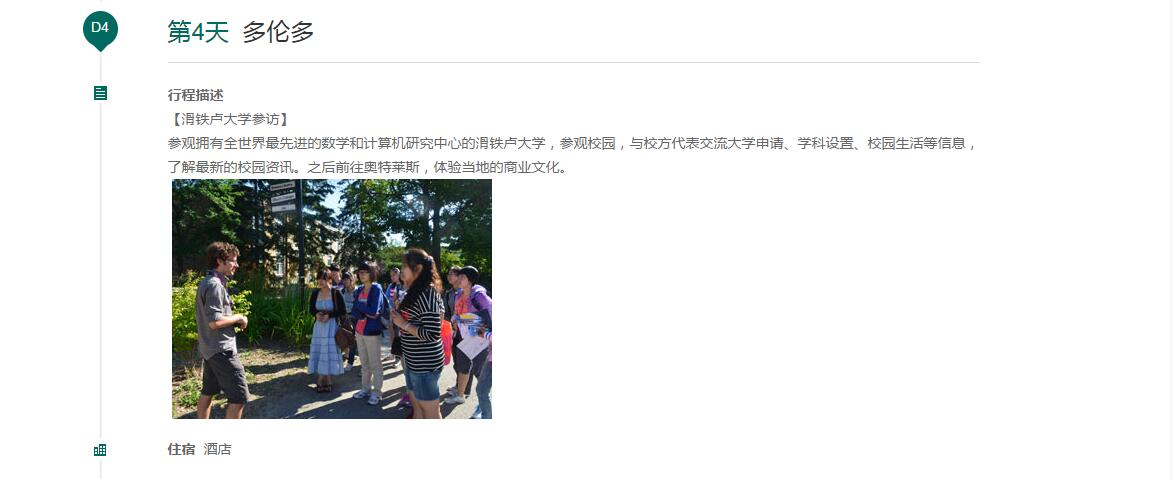 D4
第4天 多伦多
行程描述
【滑铁卢大学参访】
参观拥有全世界最先进的数学和计算机研究中心的滑铁卢大学，参观校园，与校方代表交流大学申请、学科设置、校园生活等信息，
了解最新的校园资讯。之后前往奥特莱斯，体验当地的商业文化。
住宿 酒店